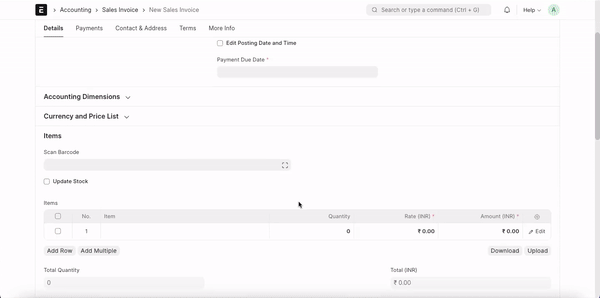 E Accounting > Sales Invoice > New Sales Invoice Search or type a command (Ctrl + G) Help A
Details Payments Contact & Address Terms More Info
Edit Posting Date and Time
Payment Due Date *
Accounting Dimensions
Currency and Price List
Items
Scan Barcode
Update Stock
Items
No. Item Quantity Rate (INR) * Amount (INR) *
1 0 ₹ 0.00 ₹ 0.00 Edit
Add Row Add Multiple Download Upload
Total Quantity Total (INR)
0 ₹ 0.00